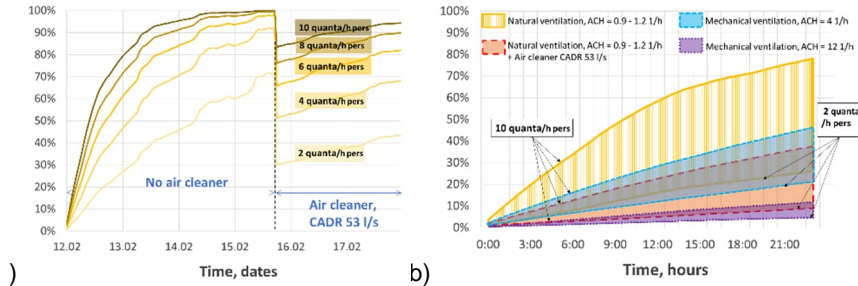 100%
90%
80%
70%
60%
50%
40%
30%
20%
10%
0%
10 quanta/h pers
8 quanta/h pers
6 quanta/h pers
4 quanta/h pers
2 quanta/h pers
No air cleaner
Air cleaner,
CADR 53 l/s
12.02 13.02 14.02 15.02 16.02 17.02
Time, dates
)
Natural ventilation, ACH = 0.9 - 1.2 1/h
Mechanical ventilation, ACH = 4 1/h
Natural ventilation, ACH = 0.9 - 1.2 1/h
+ Air cleaner CADR 53 l/s
Mechanical ventilation, ACH = 12 1/h
100%
90%
80%
70%
60%
50%
40%
30%
20%
10%
0%
10 quanta/h pers
2 quanta
/h pers
0:00 3:00 6:00 9:00 12:00 15:00 18:00 21:00
Time, hours
b)